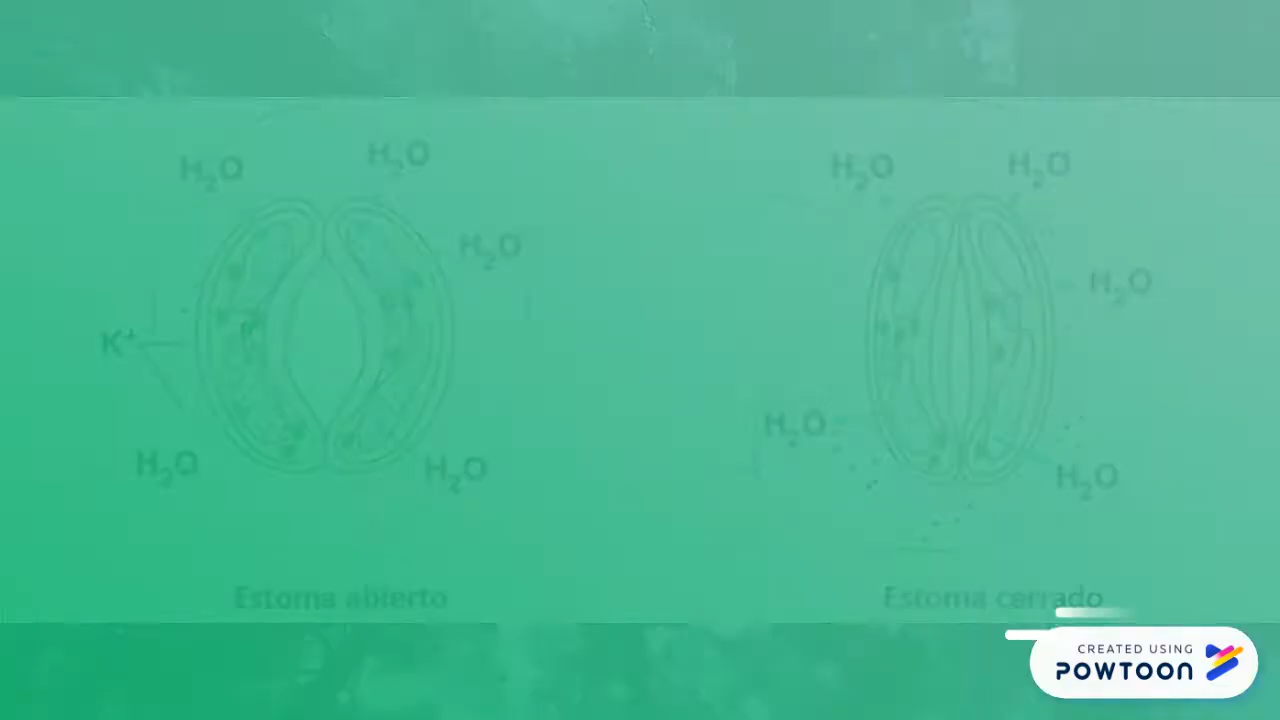 H₂O H₂O
H₂O
K⁺
H₂O H₂O
Estoma abierto
H₂O H₂O
H₂O
H₂O
H₂O
Estoma cerrado
CREATED USING
POWTOON